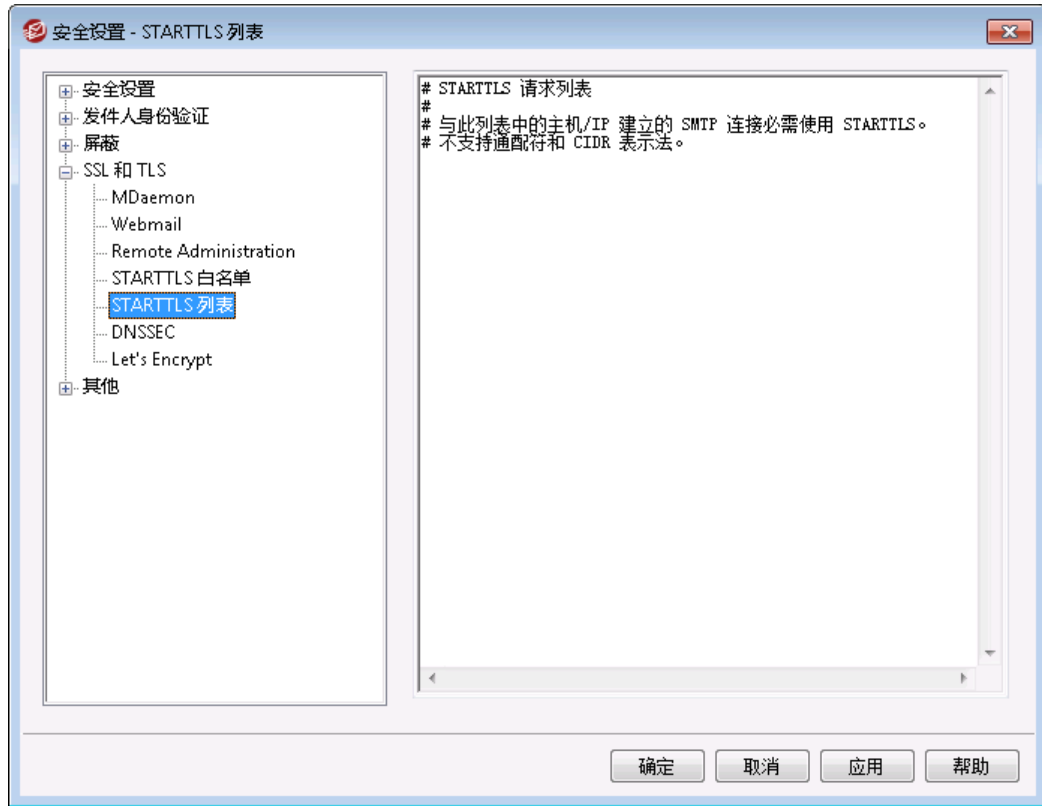 安全设置 - STARTTLS 列表
安全设置
发件人身份验证
屏蔽
SSL 和 TLS
MDaemon
Webmail
Remote Administration
STARTTLS 白名单
STARTTLS 列表
DNSSEC
Let's Encrypt
其他
# STARTTLS 请求列表
#
# 与此列表中的主机/IP 建立的 SMTP 连接必需使用 STARTTLS。
# 不支持通配符和 CIDR 表示法。
确定 取消 应用 帮助